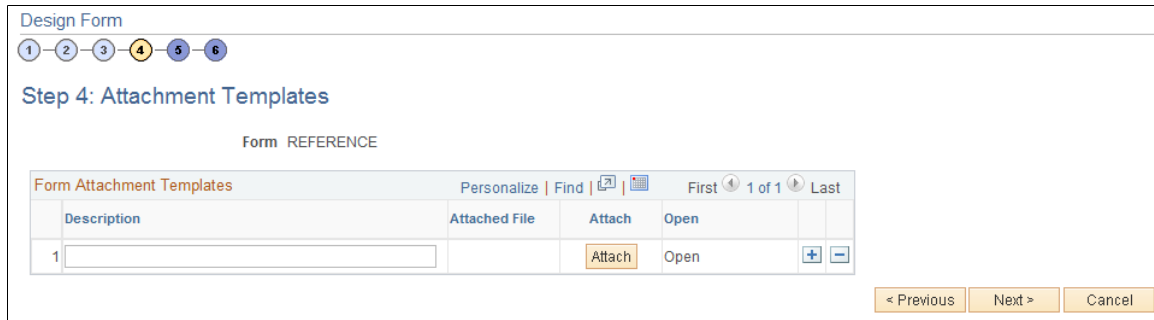 Design Form
1 2 3 4 5 6
Step 4: Attachment Templates
Form REFERENCE
Form Attachment Templates Personalize | Find | | First 1 of 1 Last
Description Attached File Attach Open
1 Attach Open + -
< Previous Next > Cancel